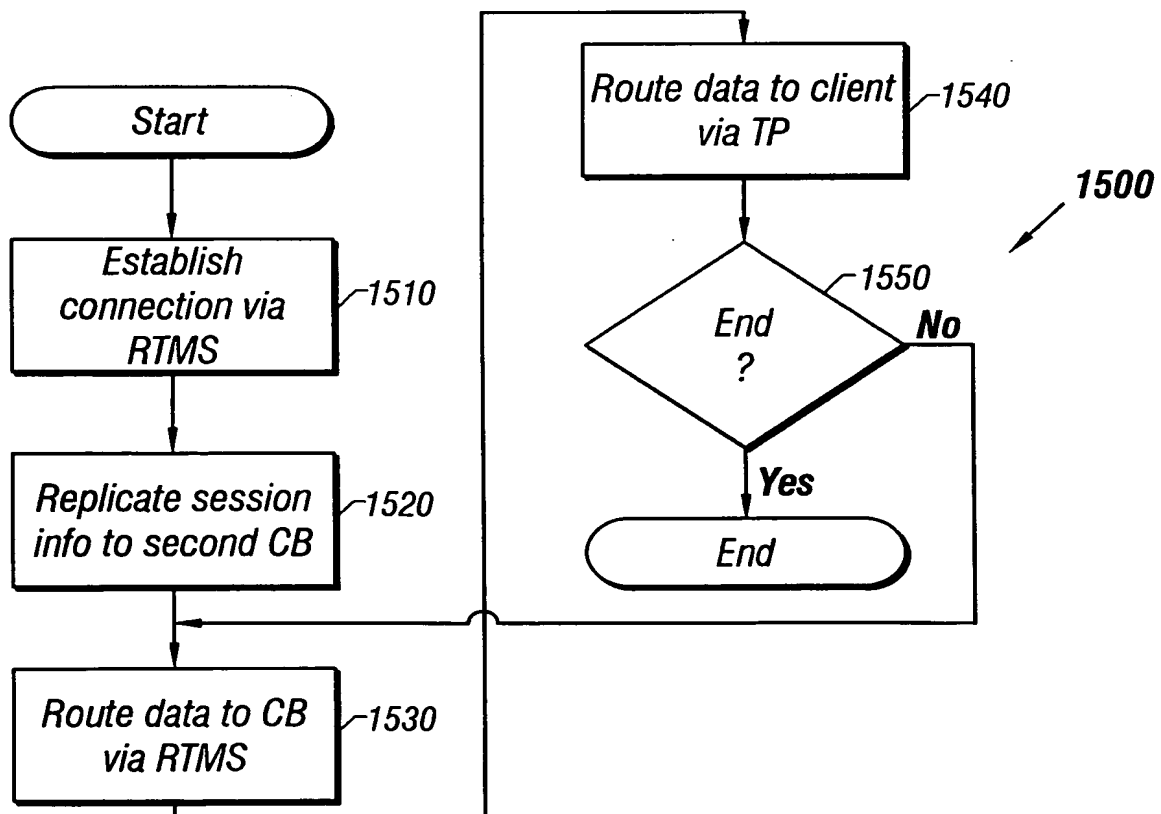 Start
Establish
connection via
RTMS
1510
Replicate session
info to second CB
1520
Route data to CB
via RTMS
1530
Route data to client
via TP
1540
1500
End
?
1550
No
Yes
End